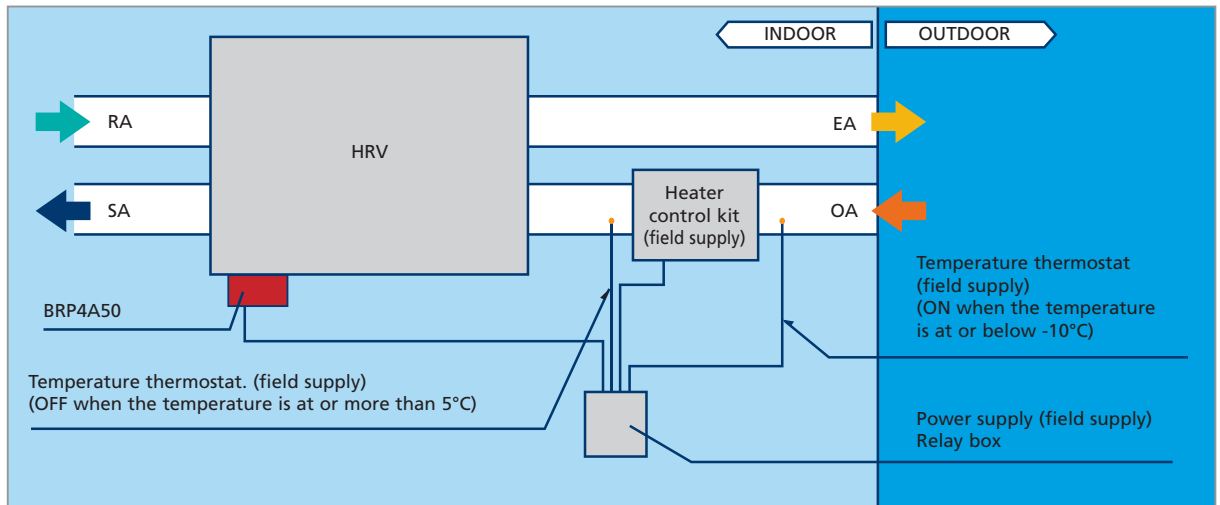 INDOOR
OUTDOOR
RA
HRV
EA
SA
Heater
control kit
(field supply)
OA
BRP4A50
Temperature thermostat
(field supply)
(ON when the temperature
is at or below -10°C)
Temperature thermostat. (field supply)
(OFF when the temperature is at or more than 5°C)
Power supply (field supply)
Relay box